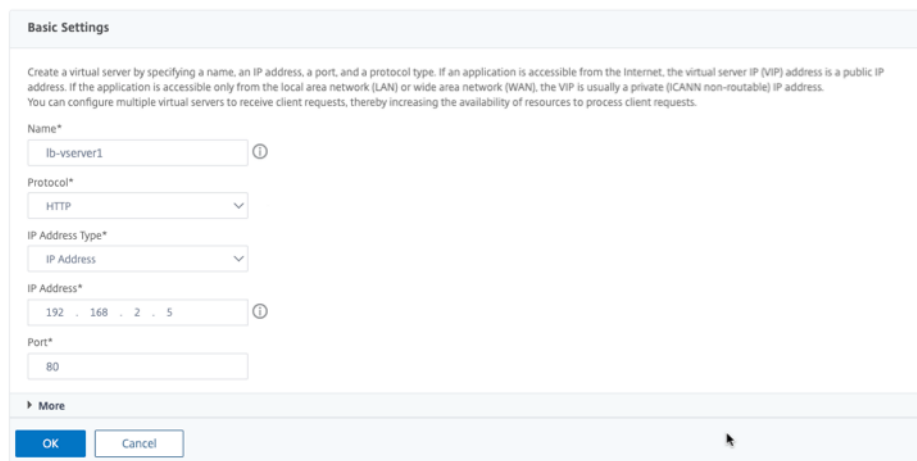 Basic Settings
Create a virtual server by specifying a name, an IP address, a port, and a protocol type. If an application is accessible from the Internet, the virtual server IP (VIP) address is a public IP
address. If the application is accessible only from the local area network (LAN) or wide area network (WAN), the VIP is usually a private (ICANN non-routable) IP address.
You can configure multiple virtual servers to receive client requests, thereby increasing the availability of resources to process client requests.
Name*
lb-vserver1
Protocol*
HTTP
IP Address Type*
IP Address
IP Address*
192 . 168 . 2 . 5
Port*
80
More
OK Cancel